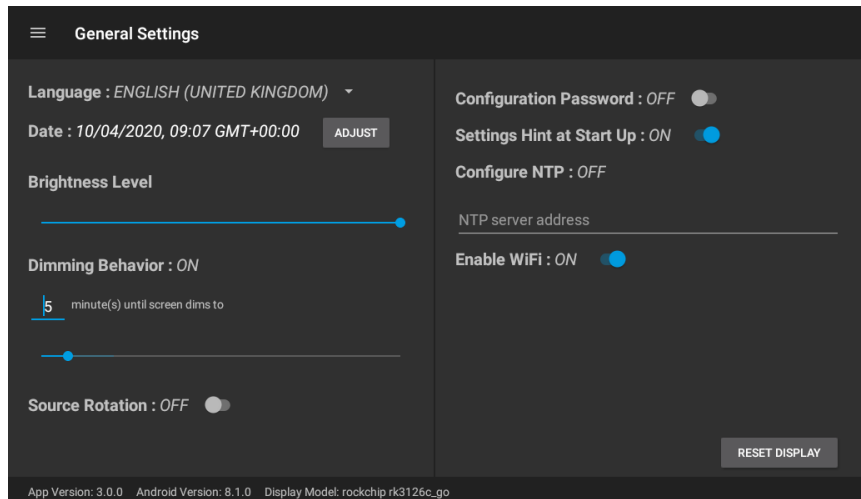 General Settings
Language : ENGLISH (UNITED KINGDOM)
Date : 10/04/2020, 09:07 GMT+00:00 ADJUST
Brightness Level
Dimming Behavior : ON
5 minute(s) until screen dims to
Source Rotation : OFF
Configuration Password : OFF
Settings Hint at Start Up : ON
Configure NTP : OFF
NTP server address
Enable WiFi : ON
RESET DISPLAY
App Version: 3.0.0 Android Version: 8.1.0 Display Model: rockchip rk3126c_go